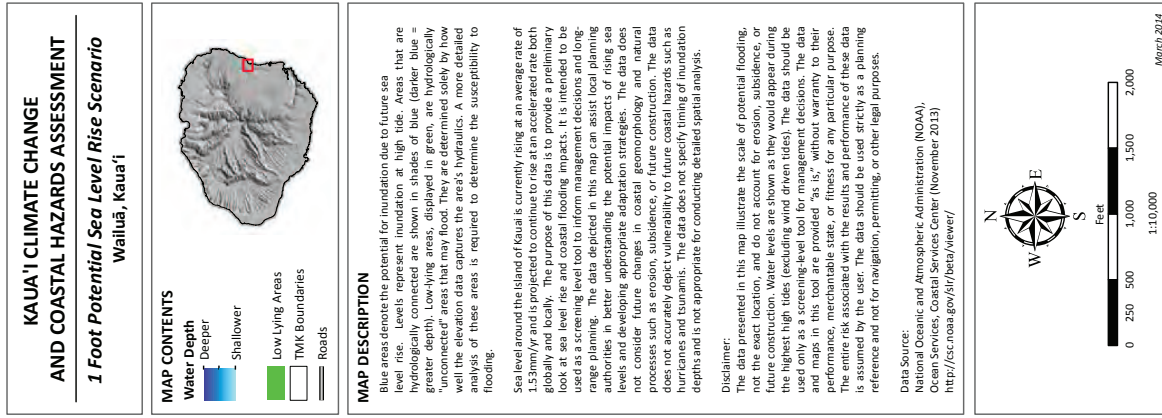 KAUA'I CLIMATE CHANGE
AND COASTAL HAZARDS ASSESSMENT
1 Foot Potential Sea Level Rise Scenario
Wailuā, Kaua'i
MAP CONTENTS
Water Depth
Deeper
Shallower
Low Lying Areas
TMK Boundaries
Roads
MAP DESCRIPTION
Blue areas denote the potential for inundation due to future sea
level rise. Levels represent inundation at high tide. Areas that are
hydrologically connected are shown in shades of blue (darker blue =
greater depth). Low-lying areas, displayed in green, are hydrologically
"unconnected" areas that may flood. They are determined solely by how
well the elevation data captures the area's hydraulics. A more detailed
analysis of these areas is required to determine the susceptibility to
flooding.
Sea level around the island of Kauai is currently rising at an average rate of
1.53mm/yr and is projected to continue to rise at an accelerated rate both
globally and locally. The purpose of this data is to provide a preliminary
look at sea level rise and coastal flooding impacts. It is intended to be
used as a screening level tool to inform management decisions and long-
range planning. The data depicted in this map can assist local planning
authorities in better understanding the potential impacts of rising sea
levels and developing appropriate adaptation strategies. The data does
not consider future changes in coastal geomorphology and natural
processes such as erosion, subsidence, or future construction. The data
does not accurately depict vulnerability to future coastal hazards such as
hurricanes and tsunamis. The data does not specify timing of inundation
depths and is not appropriate for conducting detailed spatial analysis.
Disclaimer:
The data presented in this map illustrate the scale of potential flooding,
not the exact location, and do not account for erosion, subsidence, or
future construction. Water levels are shown as they would appear during
the highest high tides (excluding wind driven tides). The data should be
used only as a screening-level tool for management decisions. The data
and maps in this tool are provided "as is," without warranty to their
performance, merchantable state, or fitness for any particular purpose.
The entire risk associated with the results and performance of these data
is assumed by the user. The data should be used strictly as a planning
reference and not for navigation, permitting, or other legal purposes.
Data Source:
National Oceanic and Atmospheric Administration (NOAA),
Ocean Services, Coastal Services Center (November 2013)
http://csc.noaa.gov/slr/beta/viewer/
N
W E
S
Feet
0 250 500 1,000 1,500 2,000
1:10,000
March 2014